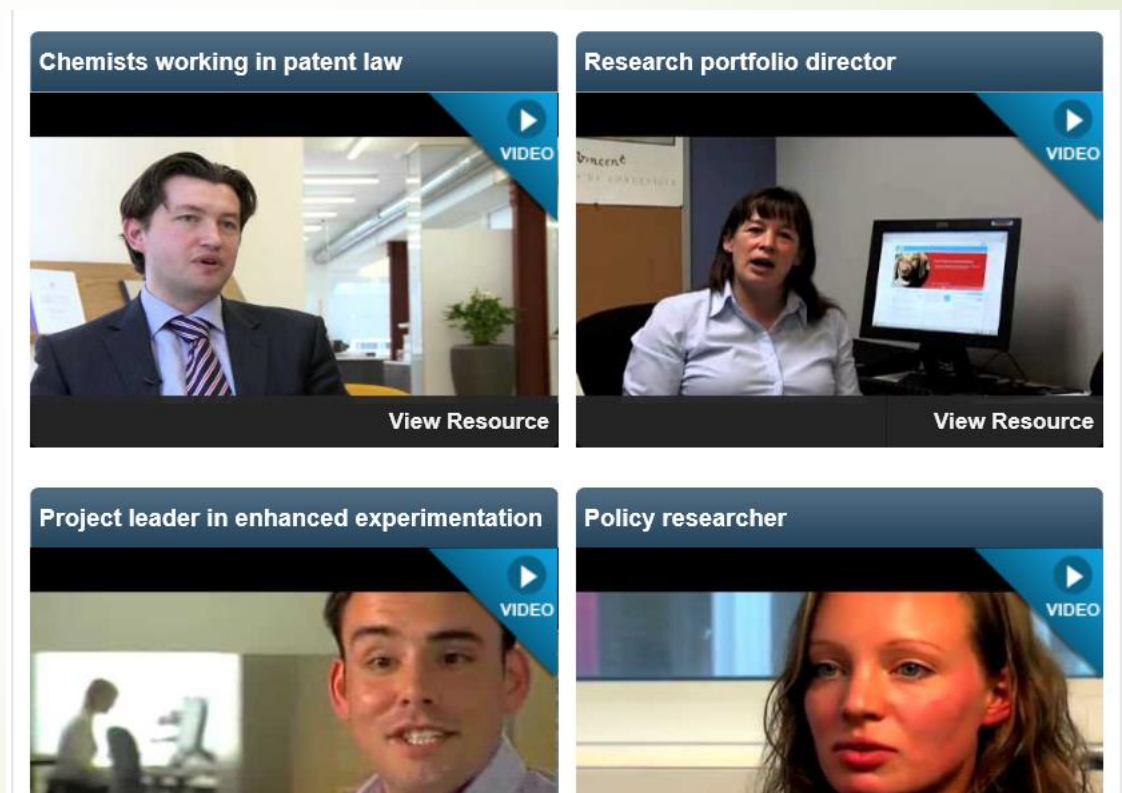 Chemists working in patent law
VIDEO
View Resource
Research portfolio director
Vincent
VIDEO
View Resource
Project leader in enhanced experimentation
VIDEO
Policy researcher
VIDEO